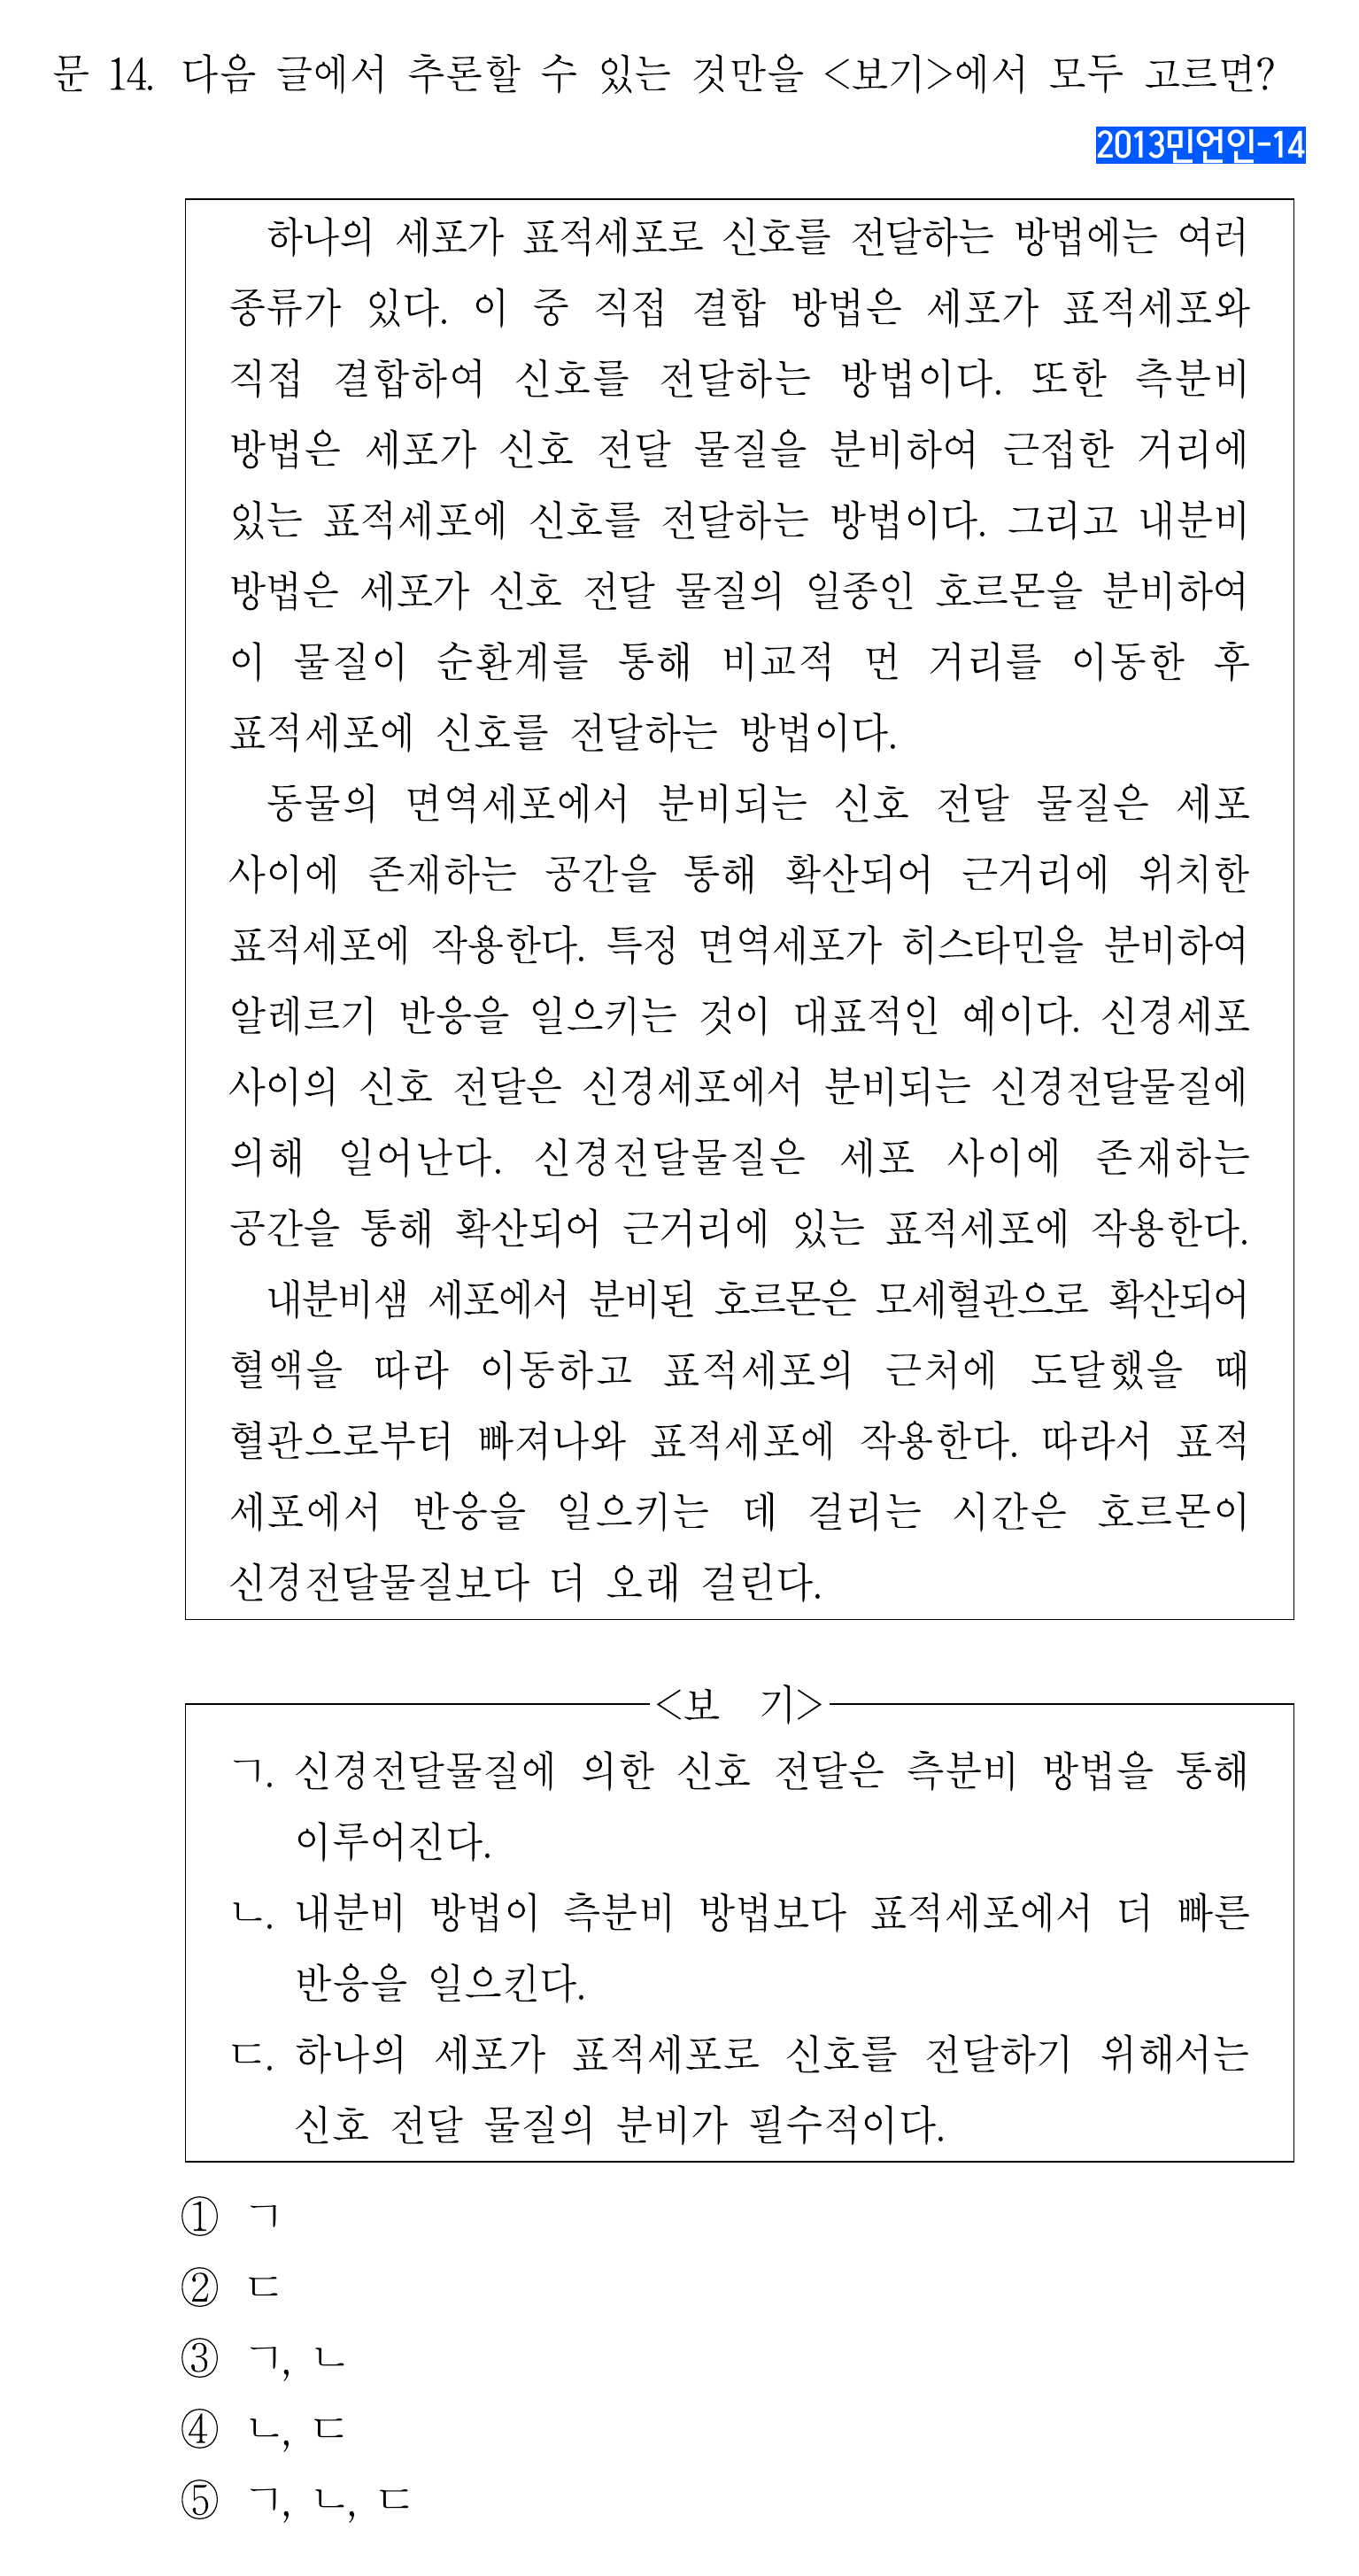 문 14. 다음 글에서 추론할 수 있는 것만을 <보기>에서 모두 고르면?
2013민언인-14
하나의 세포가 표적세포로 신호를 전달하는 방법에는 여러
종류가 있다. 이 중 직접 결합 방법은 세포가 표적세포와
직접 결합하여 신호를 전달하는 방법이다. 또한 측분비
방법은 세포가 신호 전달 물질을 분비하여 근접한 거리에
있는 표적세포에 신호를 전달하는 방법이다. 그리고 내분비
방법은 세포가 신호 전달 물질의 일종인 호르몬을 분비하여
이 물질이 순환계를 통해 비교적 먼 거리를 이동한 후
표적세포에 신호를 전달하는 방법이다.
동물의 면역세포에서 분비되는 신호 전달 물질은 세포
사이에 존재하는 공간을 통해 확산되어 근거리에 위치한
표적세포에 작용한다. 특정 면역세포가 히스타민을 분비하여
알레르기 반응을 일으키는 것이 대표적인 예이다. 신경세포
사이의 신호 전달은 신경세포에서 분비되는 신경전달물질에
의해 일어난다. 신경전달물질은 세포 사이에 존재하는
공간을 통해 확산되어 근거리에 있는 표적세포에 작용한다.
내분비샘 세포에서 분비된 호르몬은 모세혈관으로 확산되어
혈액을 따라 이동하고 표적세포의 근처에 도달했을 때
혈관으로부터 빠져나와 표적세포에 작용한다. 따라서 표적
세포에서 반응을 일으키는 데 걸리는 시간은 호르몬이
신경전달물질보다 더 오래 걸린다.
<보 기>
ㄱ. 신경전달물질에 의한 신호 전달은 측분비 방법을 통해
이루어진다.
ㄴ. 내분비 방법이 측분비 방법보다 표적세포에서 더 빠른
반응을 일으킨다.
ㄷ. 하나의 세포가 표적세포로 신호를 전달하기 위해서는
신호 전달 물질의 분비가 필수적이다.
① ㄱ
② ㄷ
③ ㄱ, ㄴ
④ ㄴ, ㄷ
⑤ ㄱ, ㄴ, ㄷ